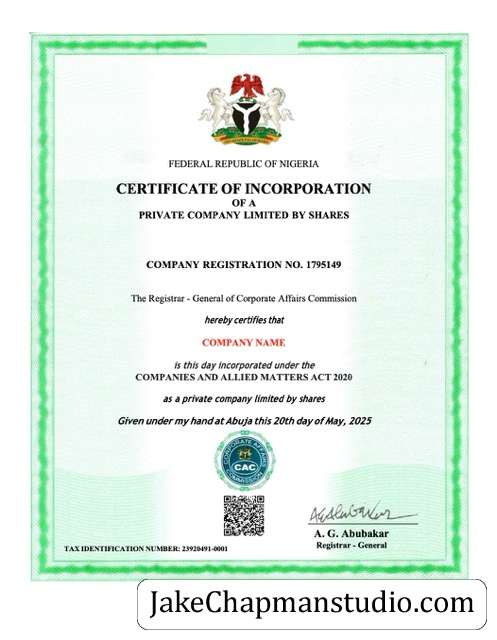 FEDERAL REPUBLIC OF NIGERIA
CERTIFICATE OF INCORPORATION
OF A
PRIVATE COMPANY LIMITED BY SHARES
COMPANY REGISTRATION NO. 1795149
The Registrar - General of Corporate Affairs Commission
hereby certifies that
COMPANY NAME
is this day incorporated under the
COMPANIES AND ALLIED MATTERS ACT 2020
as a private company limited by shares
Given under my hand at Abuja this 20th day of May, 2025
CORPORATE AFFAIRS
CAC
COMMISSION
A. G. Abubakar
Registrar - General
TAX IDENTIFICATION NUMBER: 23920491-0001
JakeChapmanstudio.com